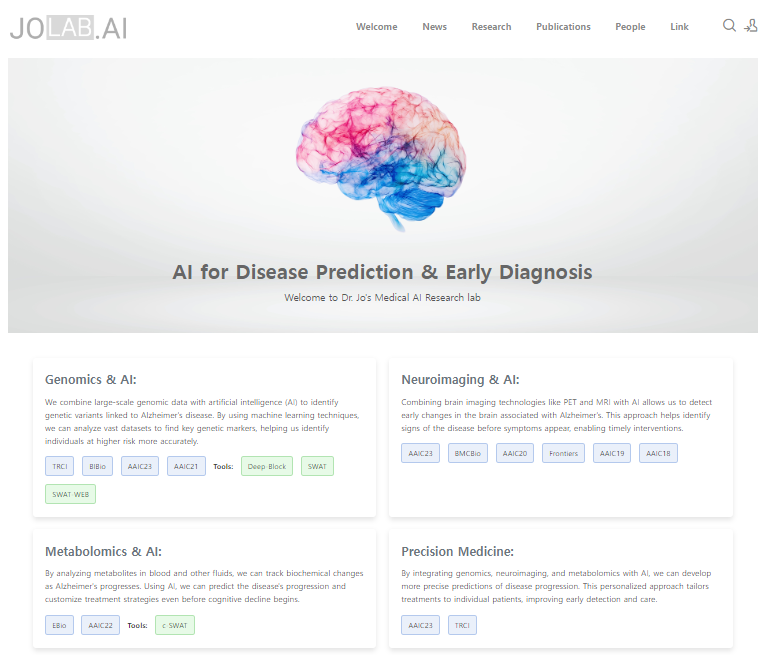 JOLAB.AI
Welcome News Research Publications People Link
AI for Disease Prediction & Early Diagnosis
Welcome to Dr. Jo's Medical AI Research lab
Genomics & AI:
We combine large-scale genomic data with artificial intelligence (AI) to identify
genetic variants linked to Alzheimer's disease. By using machine learning techniques,
we can analyze vast datasets to find key genetic markers, helping us identify
individuals at higher risk more accurately.
TRCI BIBio AAIC23 AAIC21 Tools: Deep-Block SWAT
SWAT-WEB
Neuroimaging & AI:
Combining brain imaging technologies like PET and MRI with AI allows us to detect
early changes in the brain associated with Alzheimer's. This approach helps identify
signs of the disease before symptoms appear, enabling timely interventions.
AAIC23 BMCBio AAIC20 Frontiers AAIC19 AAIC18
Metabolomics & AI:
By analyzing metabolites in blood and other fluids, we can track biochemical changes
as Alzheimer's progresses. Using AI, we can predict the disease's progression and
customize treatment strategies even before cognitive decline begins.
EBio AAIC22 Tools: c-SWAT
Precision Medicine:
By integrating genomics, neuroimaging, and metabolomics with AI, we can develop
more precise predictions of disease progression. This personalized approach tailors
treatments to individual patients, improving early detection and care.
AAIC23 TRCI